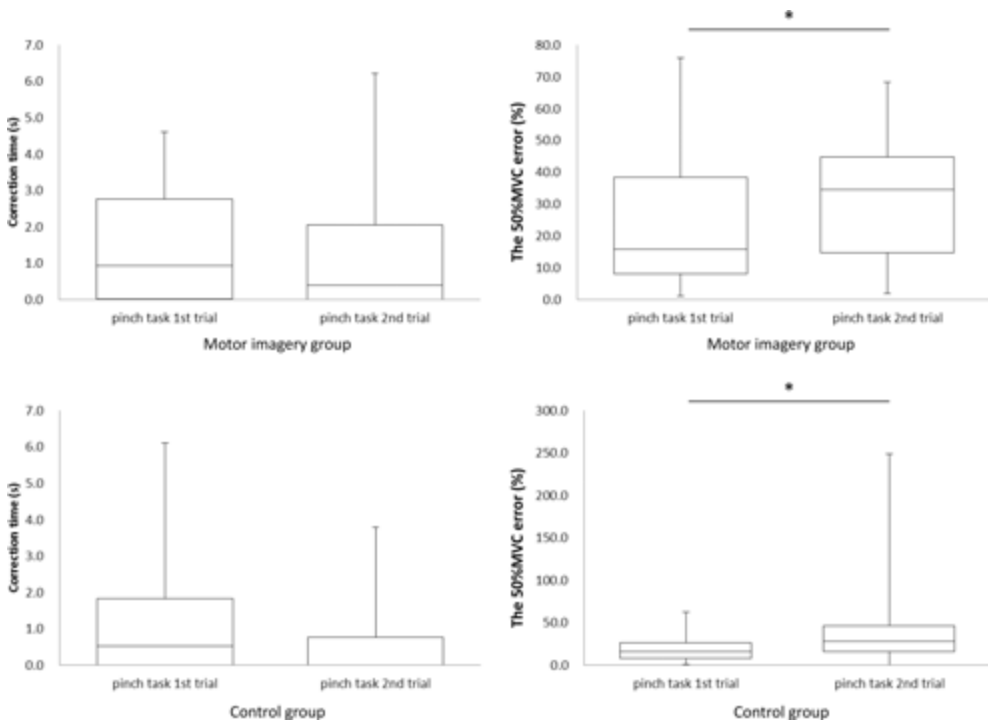 *
7.0
6.0
5.0
4.0
3.0
2.0
1.0
0.0
Correction time (s)
pinch task 1st trial
pinch task 2nd trial
Motor imagery group
80.0
70.0
60.0
50.0
40.0
30.0
20.0
10.0
0.0
The 50%MVC error (%)
pinch task 1st trial
pinch task 2nd trial
Motor imagery group
7.0
6.0
5.0
4.0
3.0
2.0
1.0
0.0
Correction time (s)
pinch task 1st trial
pinch task 2nd trial
Control group
*
300.0
250.0
200.0
150.0
100.0
50.0
0.0
The 50%MVC error (%)
pinch task 1st trial
pinch task 2nd trial
Control group